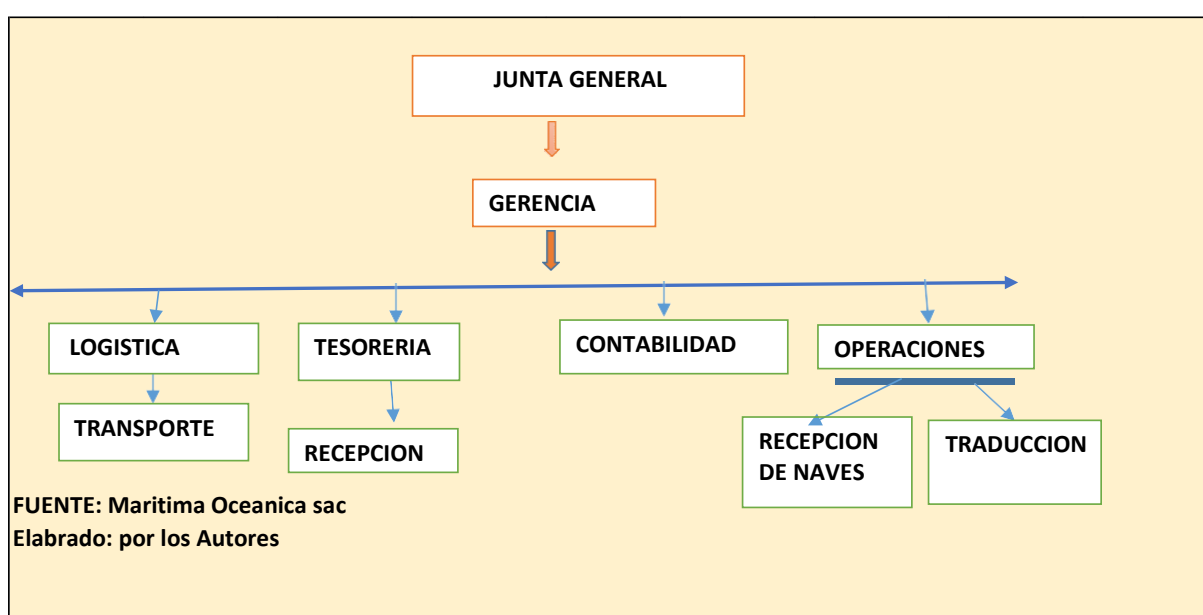 JUNTA GENERAL
GERENCIA
LOGISTICA
TESORERIA
CONTABILIDAD
OPERACIONES
TRANSPORTE
RECEPCION
RECEPCION
DE NAVES
TRADUCCION
FUENTE: Maritima Oceanica sac
Elabrado: por los Autores